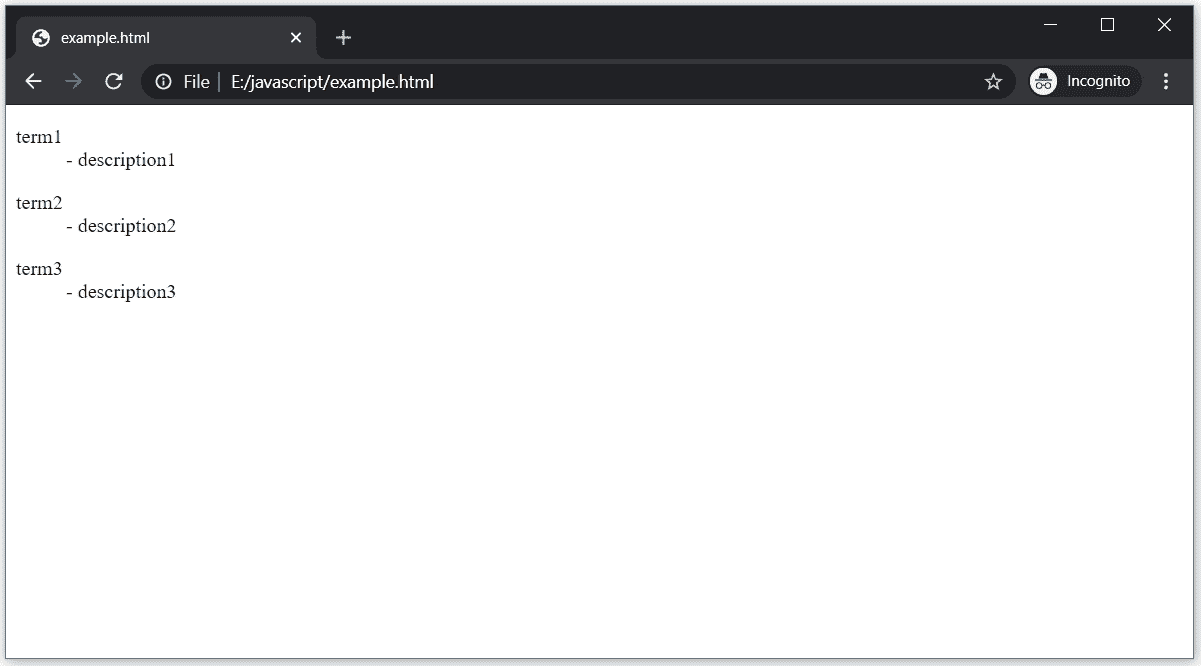 example.html
File | E:/javascript/example.html
Incognito
term1
- description1
term2
- description2
term3
- description3